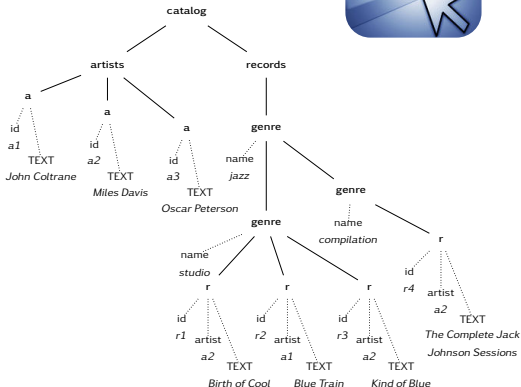 catalog
artists
records
a
a
a
genre
id
a1
TEXT
John Coltrane
id
a2
TEXT
Miles Davis
id
a3
TEXT
Oscar Peterson
name
jazz
genre
genre
name
compilation
name
studio
r
r
r
r
id
r4
artist
a2
TEXT
The Complete Jack
Johnson Sessions
id
r1
artist
a2
TEXT
Birth of Cool
id
r2
artist
a1
TEXT
Blue Train
id
r3
artist
a2
TEXT
Kind of Blue